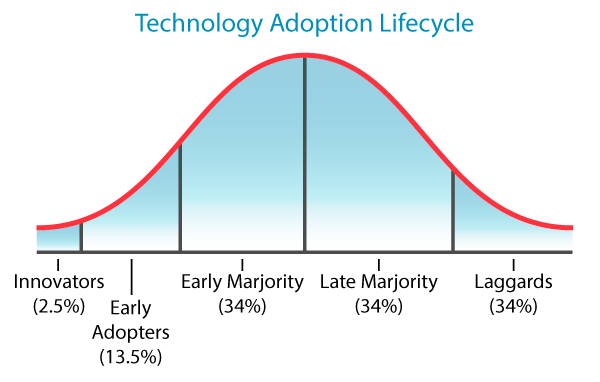 Technology Adoption Lifecycle
Innovators
(2.5%)
Early
Adopters
(13.5%)
Early Marjority
(34%)
Late Marjority
(34%)
Laggards
(34%)